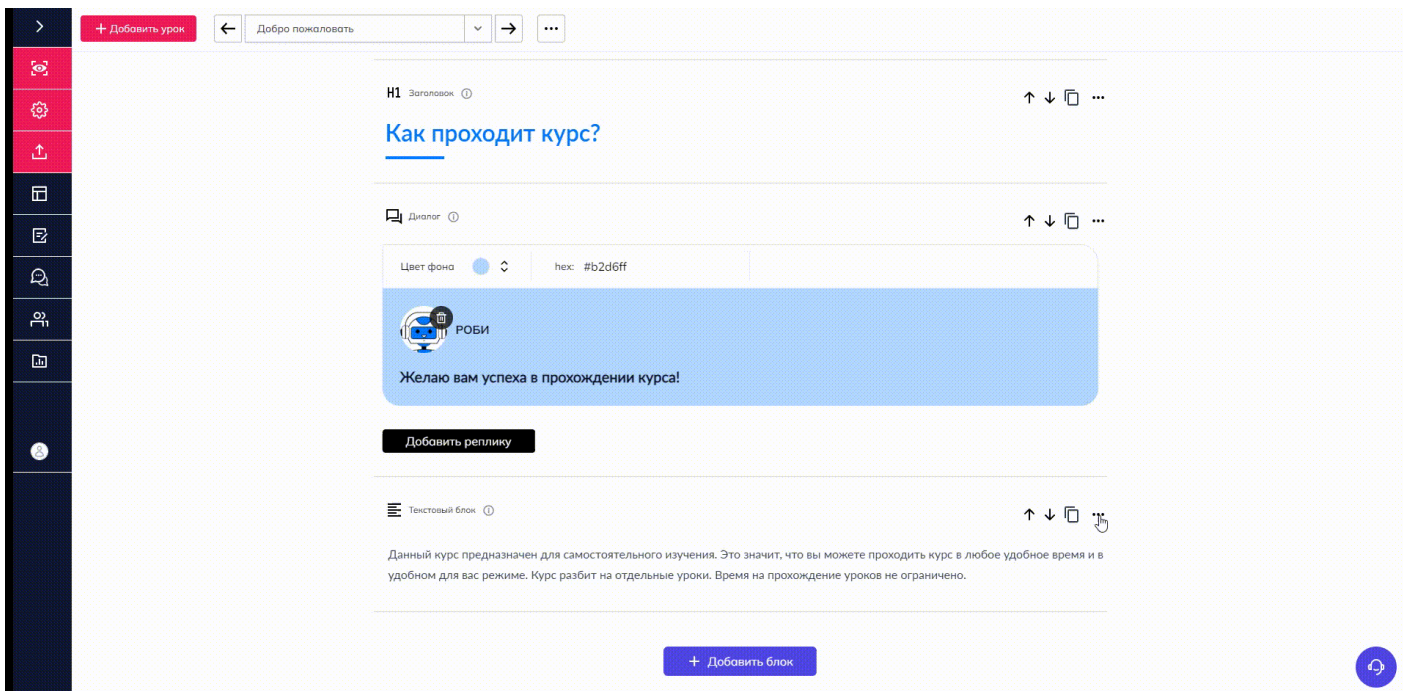 + Добавить урок
Добро пожаловать
H1 Заголовок
Как проходит курс?
Диалог
Цвет фона
hex: #b2d6ff
РОБИ
Желаю вам успеха в прохождении курса!
Добавить реплику
Текстовый блок
Данный курс предназначен для самостоятельного изучения. Это значит, что вы можете проходить курс в любое удобное время и в
удобном для вас режиме. Курс разбит на отдельные уроки. Время на прохождение уроков не ограничено.
+ Добавить блок